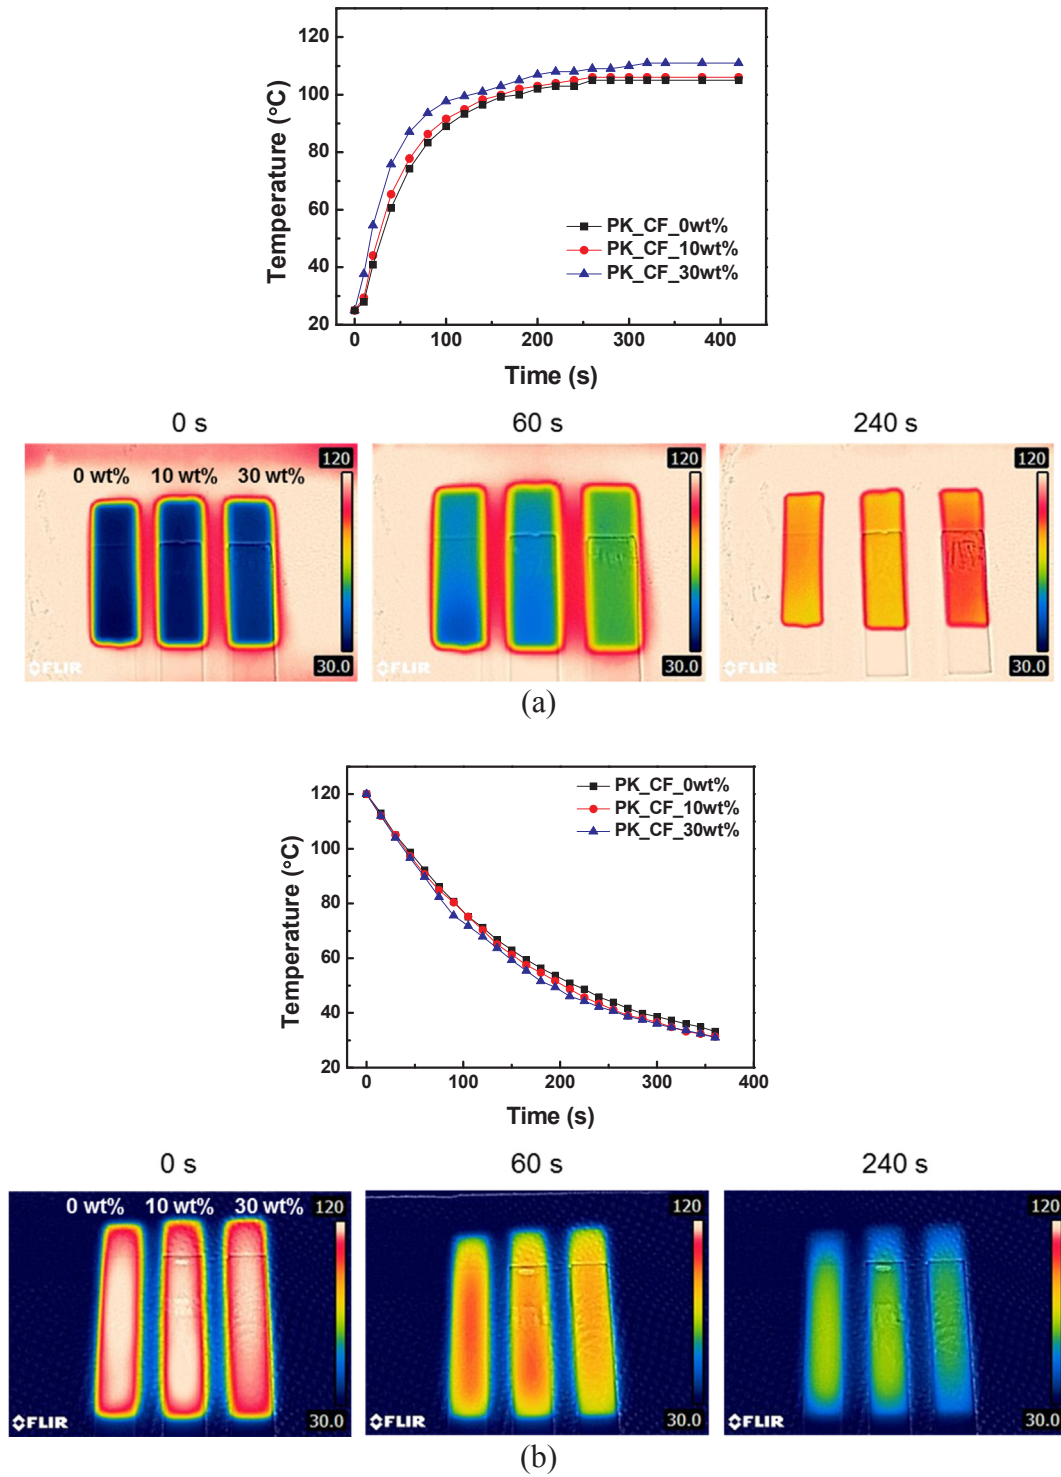 120
100
80
60
40
20
Temperature (°C)
PK_CF_0wt%
PK_CF_10wt%
PK_CF_30wt%
0 100 200 300 400
Time (s)
0 s 60 s 240 s
0 wt% 10 wt% 30 wt%
120 120 120
30.0 30.0 30.0
FLIR FLIR FLIR
(a)
120
100
80
60
40
20
Temperature (°C)
PK_CF_0wt%
PK_CF_10wt%
PK_CF_30wt%
0 100 200 300 400
Time (s)
0 s 60 s 240 s
0 wt% 10 wt% 30 wt%
120 120 120
30.0 30.0 30.0
FLIR FLIR FLIR
(b)